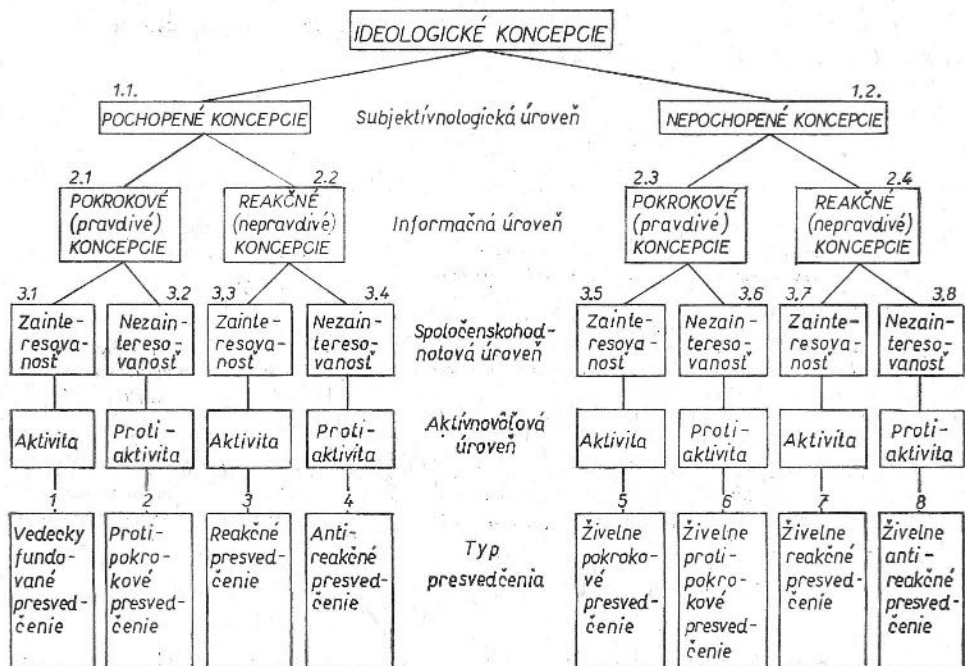 IDEOLOGICKÉ KONCEPCIE
1.1.
POCHOPENÉ KONCEPCIE
Subjektívnologická úroveň
1.2.
NEPOCHOPENÉ KONCEPCIE
2.1
POKROKOVÉ
(pravdivé)
KONCEPCIE
2.2
REAKČNÉ
(nepravdivé)
KONCEPCIE
Informačná úroveň
2.3
POKROKOVÉ
(pravdivé)
KONCEPCIE
2.4
REAKČNÉ
(nepravdivé)
KONCEPCIE
3.1
Zainte-
resova-
nosť
3.2
Nezain-
tereso-
vanosť
3.3
Zainte-
resova-
nosť
3.4
Nezain-
tereso-
vanosť
Spoločenskohod-
notová úroveň
3.5
Zainte-
resova-
nosť
3.6
Nezain-
tereso-
vanosť
3.7
Zainte-
resova-
nosť
3.8
Nezain-
tereso-
vanosť
Aktivita
Proti-
aktivita
Aktivita
Proti-
aktivita
Aktívnovôľová
úroveň
Aktivita
Proti-
aktivita
Aktivita
Proti-
aktivita
1
Vedecky
fundo-
vané
presved-
čenie
2
Proti-
pokro-
kové
presved-
čenie
3
Reakčné
presved-
čenie
4
Anti-
reakčné
presved-
čenie
Typ
presvedčenia
5
Živelne
pokroko-
vé
presved-
čenie
6
Živelne
proti-
pokro-
kové
presved-
čenie
7
Živelne
reakčné
presved-
čenie
8
Živelne
anti-
reakčné
presved-
čenie